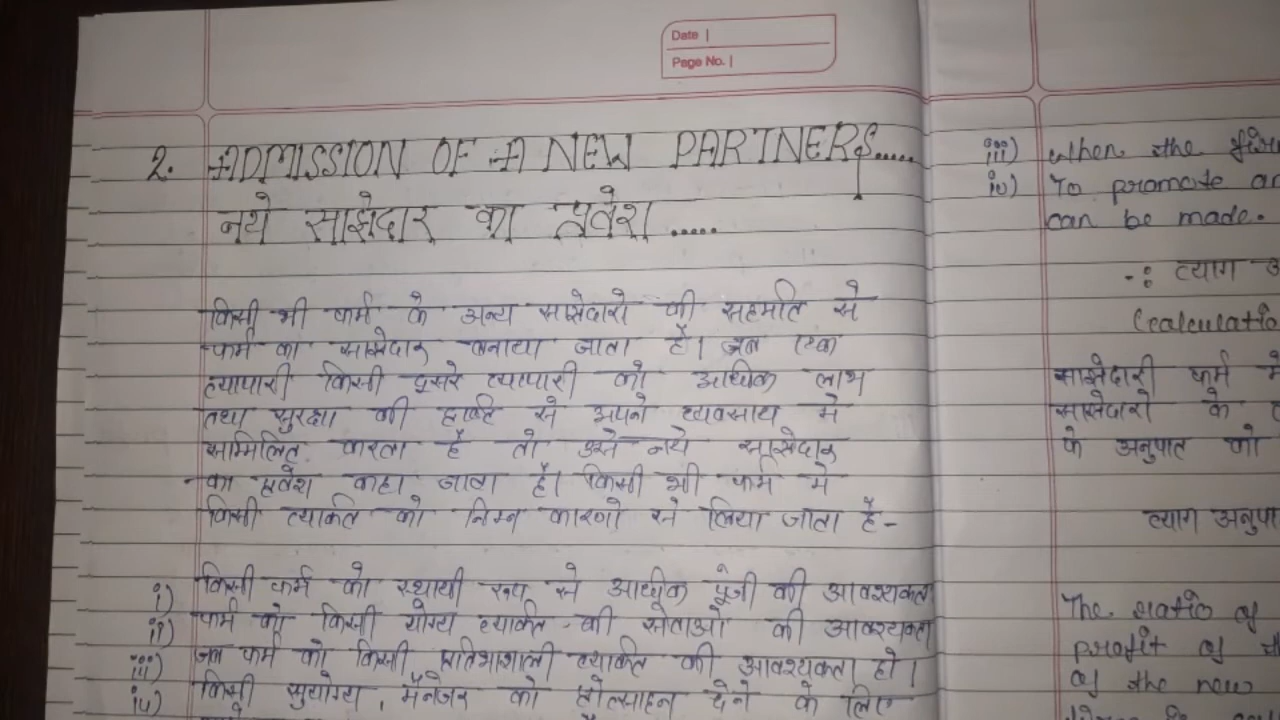 Date |
Page No. |
2. ADMISSION OF A NEW PARTNERS.....
नये साझेदार का प्रवेश .....
किसी भी फर्म के अन्य साझेदारो की सहमति से
फर्म का साझेदार बनाया जाता है। जब एक
व्यापारी किसी दूसरे व्यापारी को अधिक लाभ
तथा सुरक्षा की दृष्टि से अपने व्यवसाय मे
सम्मिलित करता है तो उसे नये साझेदार
का प्रवेश कहा जाता है। किसी भी फर्म मे
किसी व्यक्ति को निम्न कारणो से लिया जाता है-
i) किसी फर्म को स्थायी रूप से अधिक पूंजी की आवश्यकता
ii) फर्म को किसी योग्य व्यक्ति की सेवाओ की आवश्यकता
iii) जब फर्म को किसी प्रतिभाशाली व्यक्ति की आवश्यकता हो।
iv) किसी सुयोग्य मैनेजर को प्रोत्साहन देने के लिए
iii) when the
iv) To promote
can be made.
-: त्याग
(calculatio
साझेदारी फर्म मे
साझेदारो के
के अनुपात को
त्याग अनुपा
The ratio of
profit of
of the new